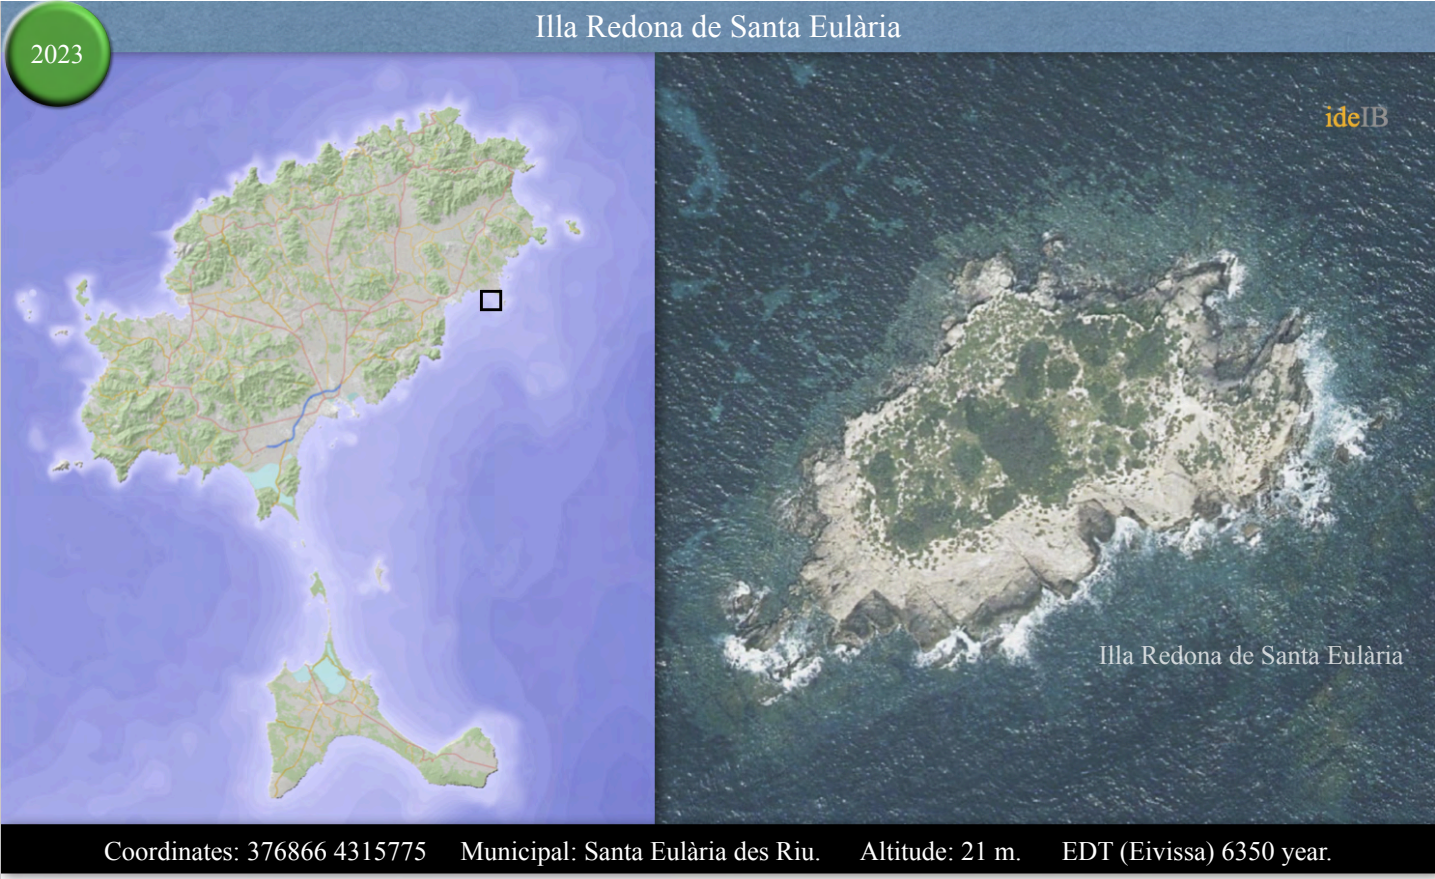 Illa Redona de Santa Eulària
2023
ideIB
Illa Redona de Santa Eulària
Coordinates: 376866 4315775 Municipal: Santa Eulària des Riu. Altitude: 21 m. EDT (Eivissa) 6350 year.